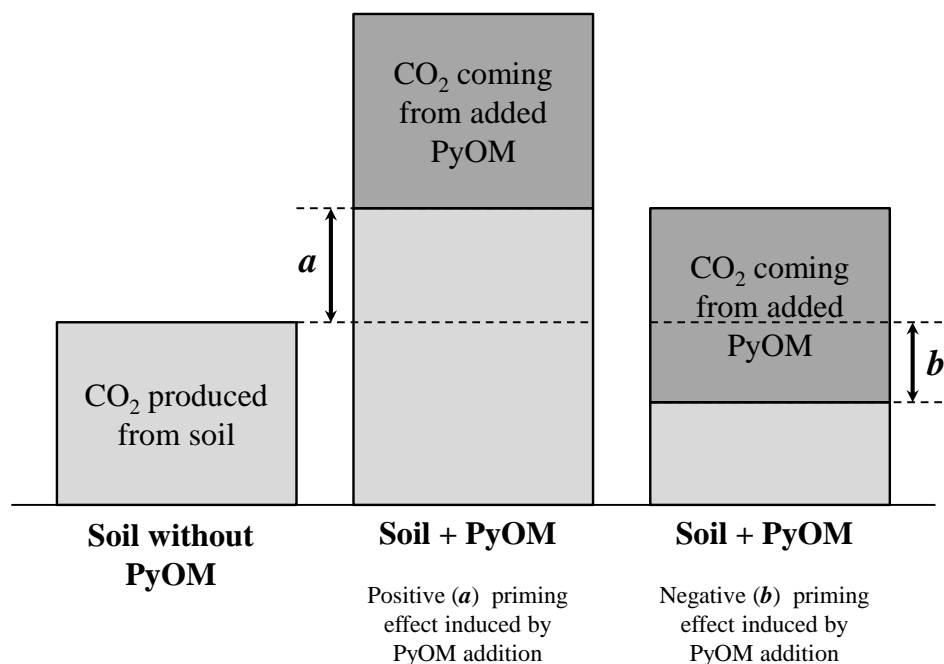 CO₂ coming
from added
PyOM
a
CO₂ coming
from added
PyOM
b
CO₂ produced
from soil
Soil without
PyOM
Soil + PyOM
Positive (a) priming
effect induced by
PyOM addition
Soil + PyOM
Negative (b) priming
effect induced by
PyOM addition